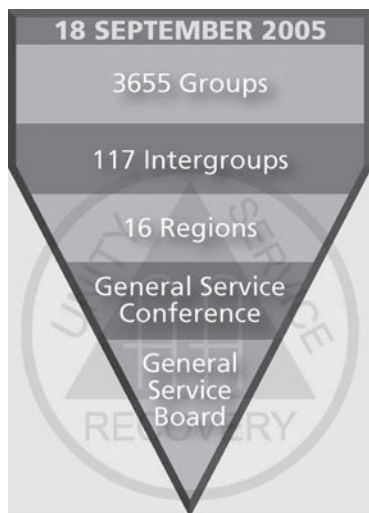 18 SEPTEMBER 2005
3655 Groups
117 Intergroups
16 Regions
General Service
Conference
General
Service
Board
UNITY
SERVICE
RECOVERY